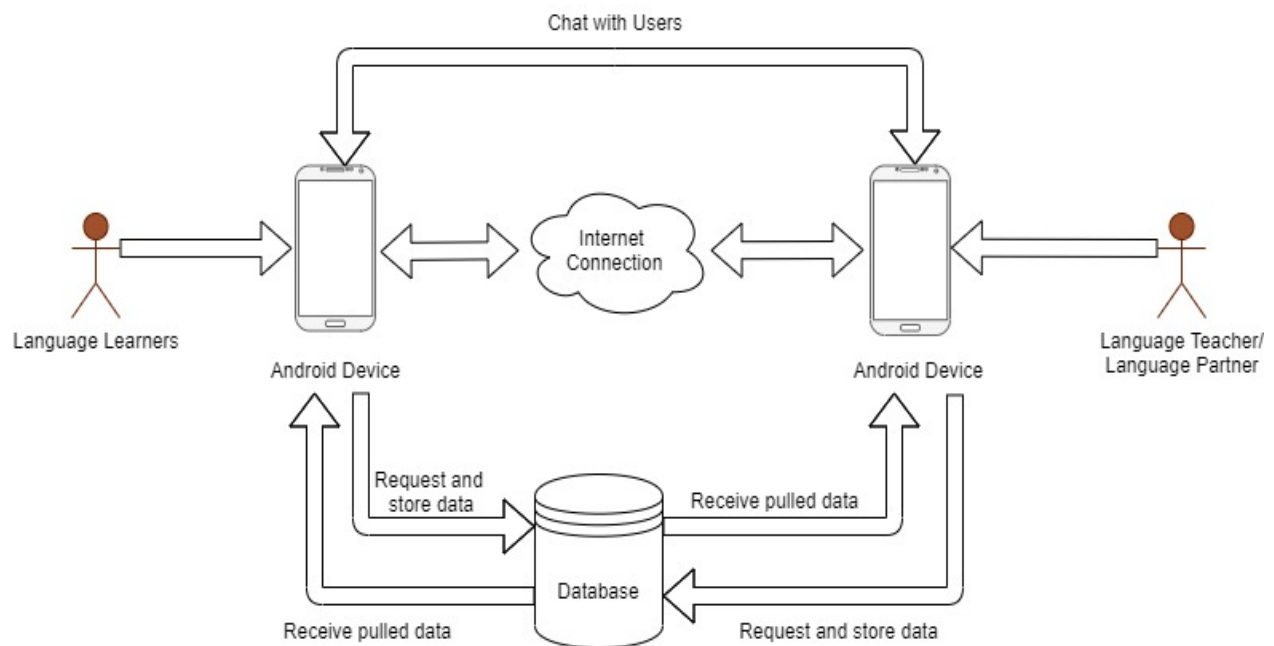 Chat with Users
Internet
Connection
Language Learners
Language Teacher/
Language Partner
Android Device
Android Device
Request and
store data
Receive pulled data
Database
Receive pulled data
Request and store data